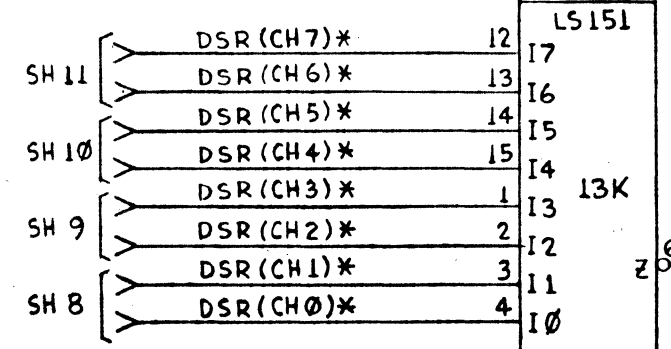 LS151
DSR(CH7)* 12 I7
SH 11
DSR(CH6)* 13 I6
DSR(CH5)* 14 I5
SH 1Ø
DSR(CH4)* 15 I4
DSR(CH3)* 1 I3 13K
SH 9
DSR(CH2)* 2 I2 6
Z
DSR(CH1)* 3 I1
SH 8
DSR(CHØ)* 4 IØ